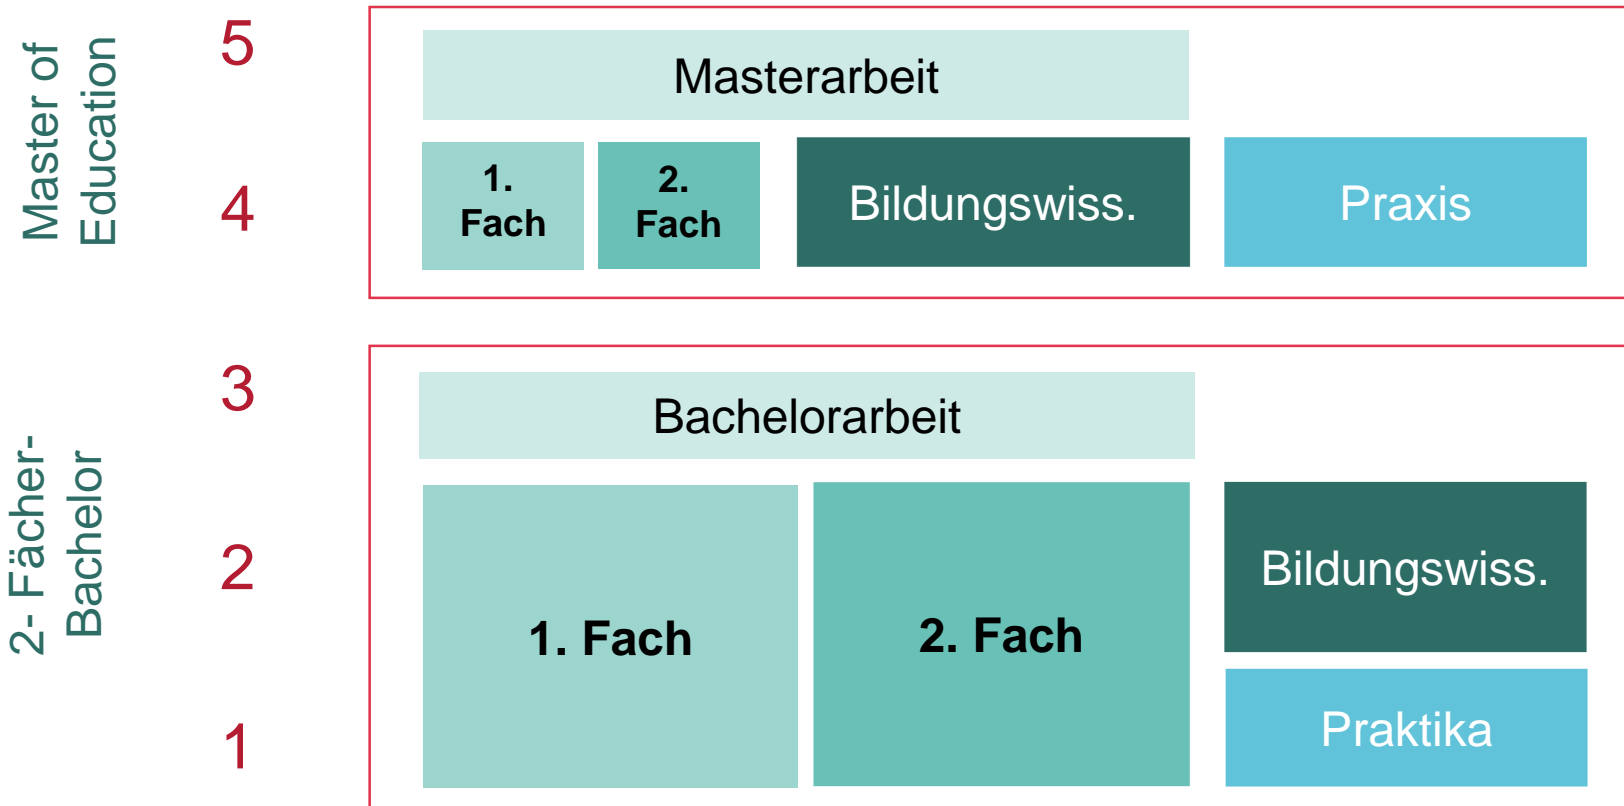 Master of
Education
5
Masterarbeit
4
1.
Fach
2.
Fach
Bildungswiss.
Praxis
2- Fächer-
Bachelor
3
Bachelorarbeit
2
1. Fach
2. Fach
Bildungswiss.
1
Praktika